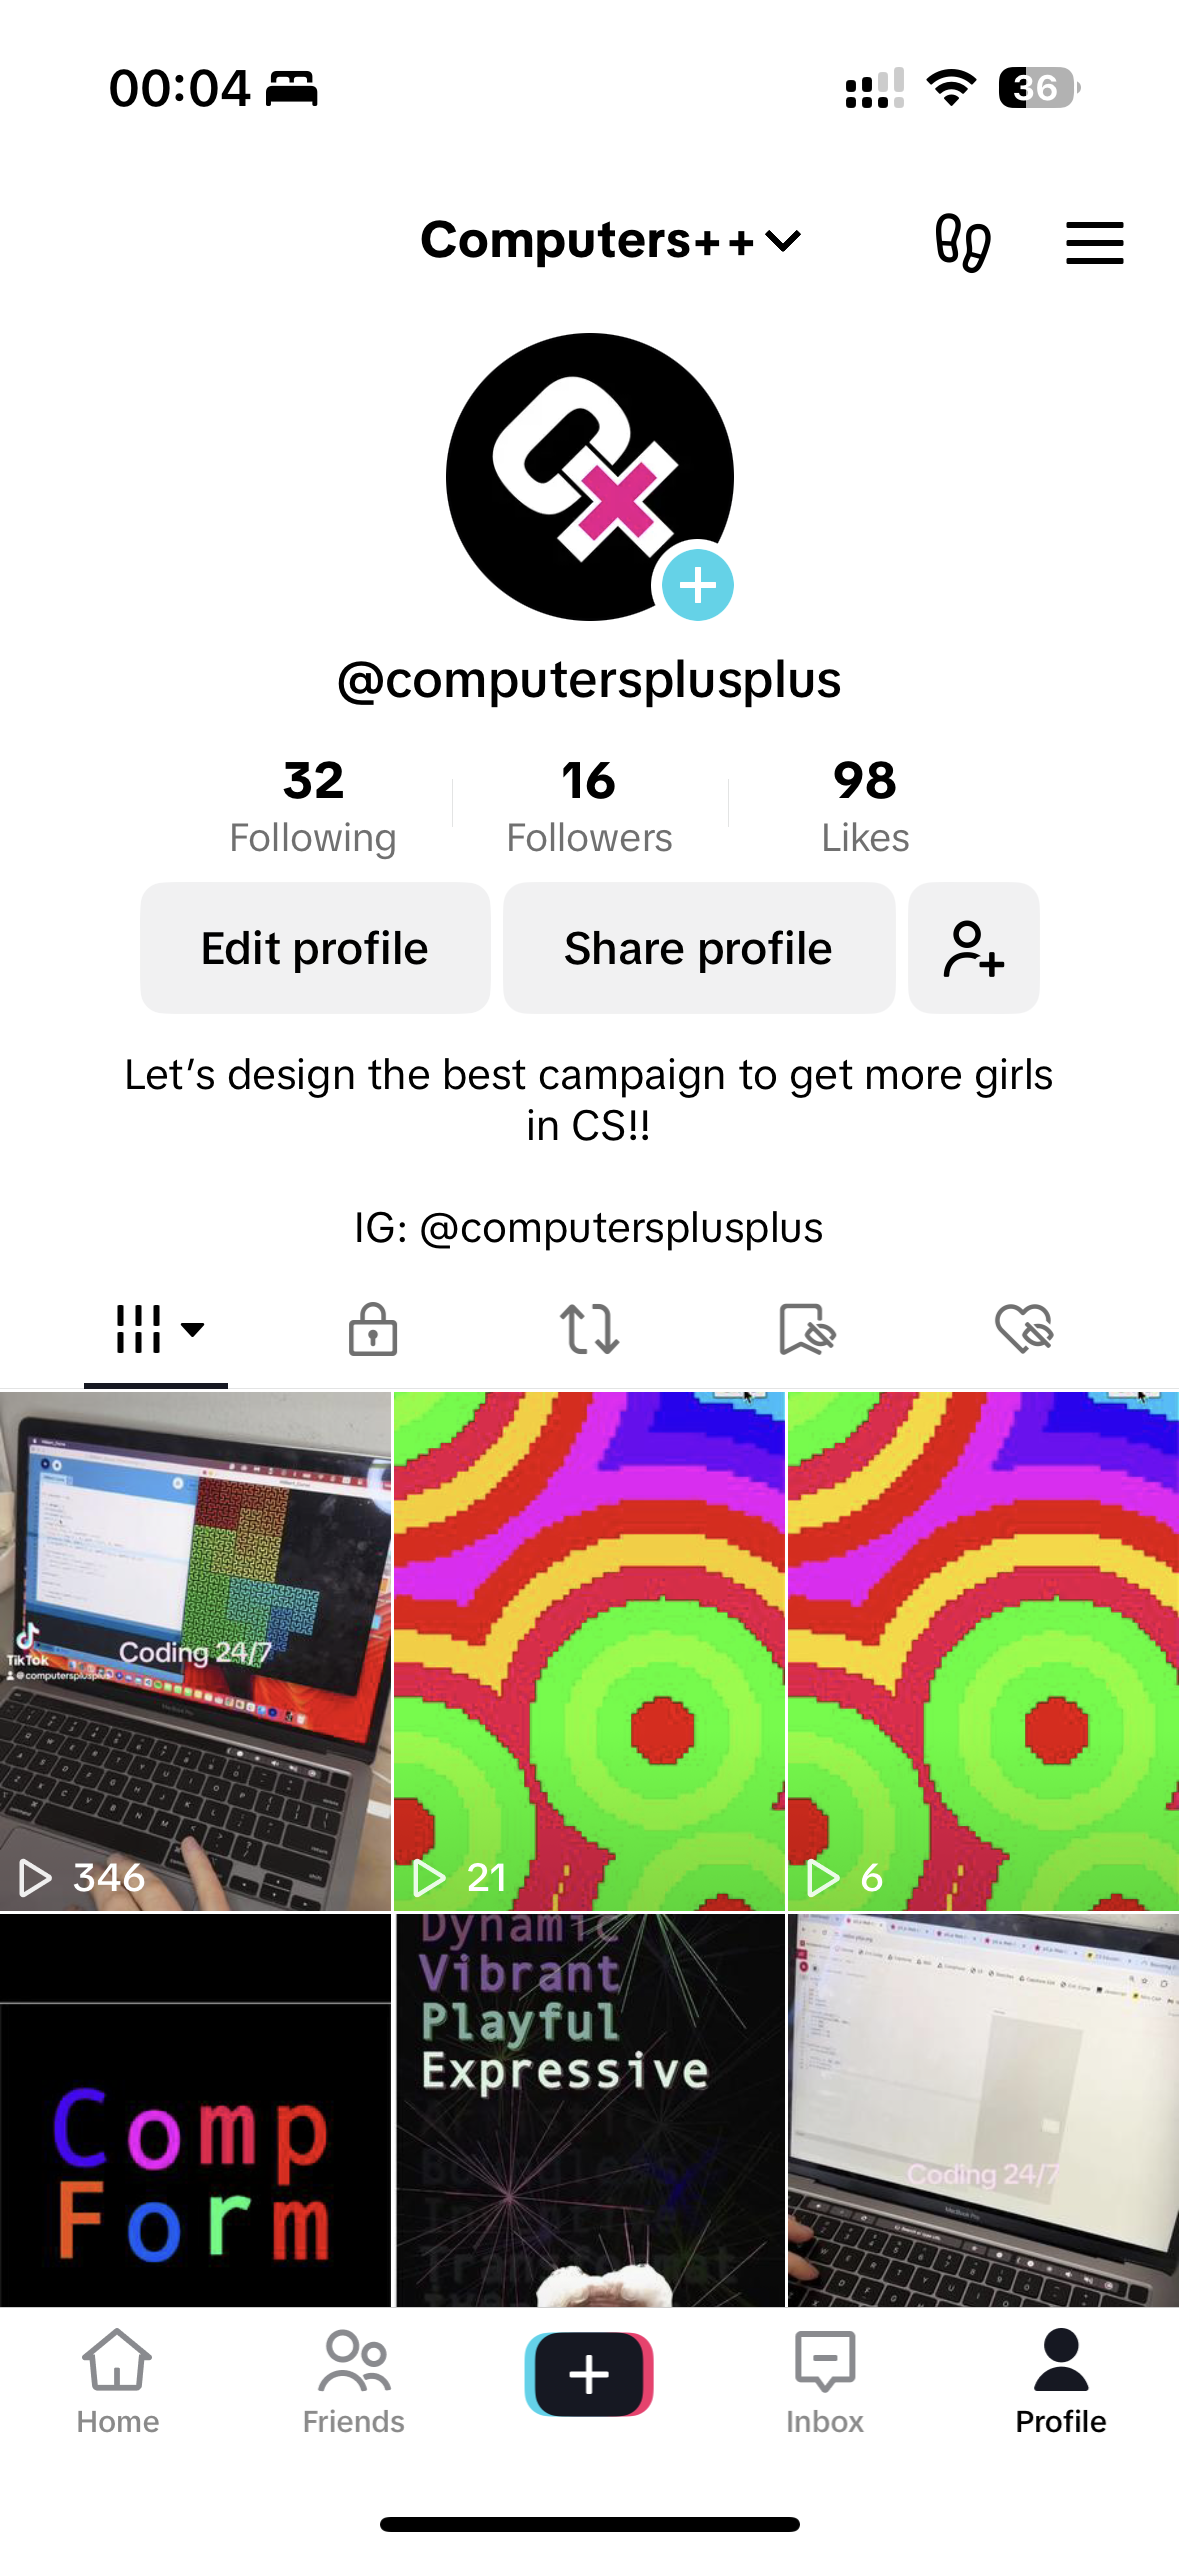 00:04
36
Computers++
@computersplusplus
32
Following
16
Followers
98
Likes
Edit profile
Share profile
Let's design the best campaign to get more girls
in CS!!
IG: @computersplusplus
Coding 24/7
TikTok
@computersplusplus
346
21
6
Comp
Form
Dynamic
Vibrant
Playful
Expressive
Coding 24/7
Home
Friends
Inbox
Profile